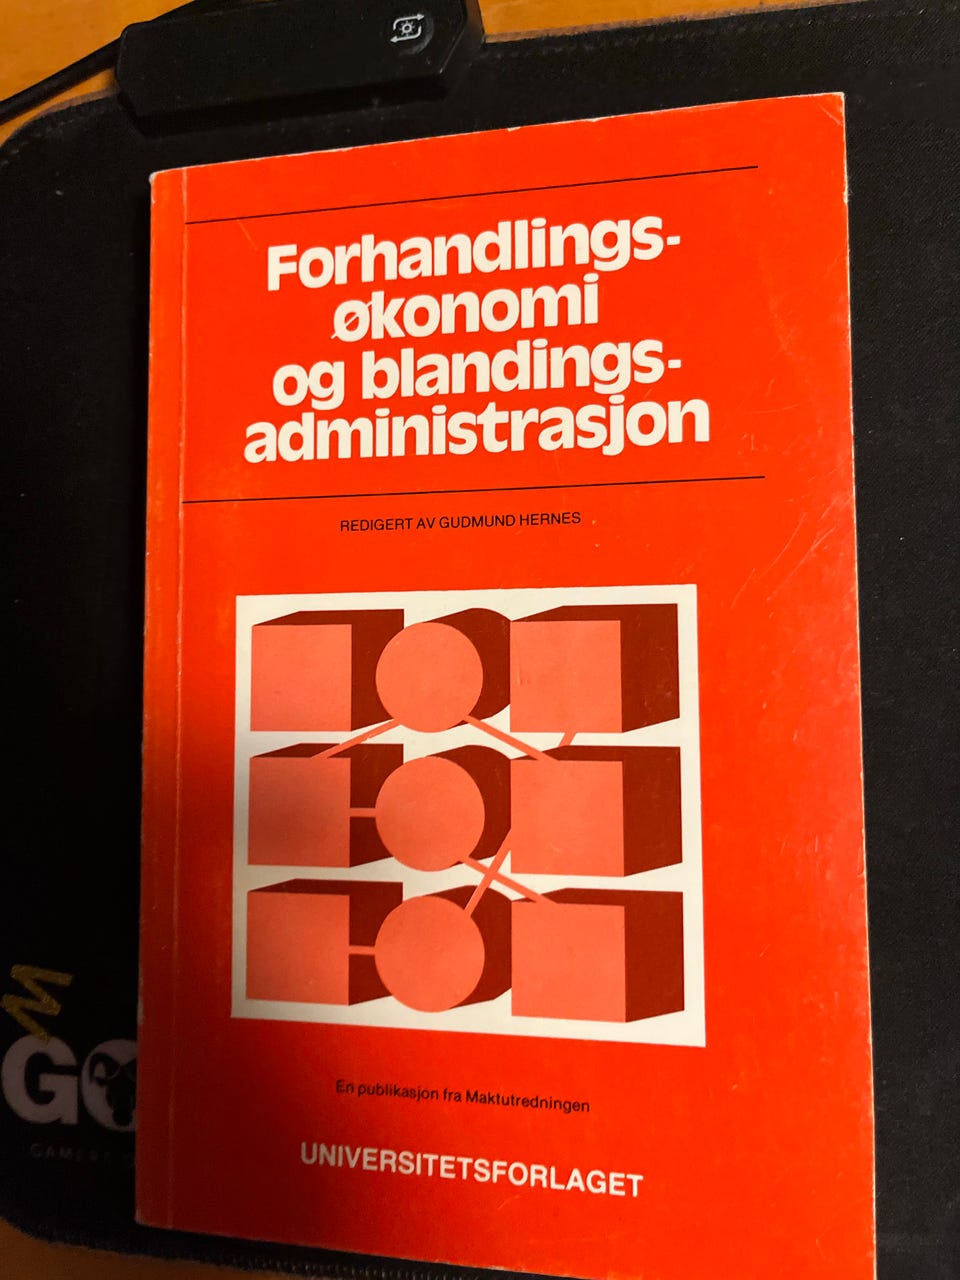 Forhandlings-
økonomi
og blandings-
administrasjon
REDIGERT AV GUDMUND HERNES
En publikasjon fra Maktutredningen
UNIVERSITETSFORLAGET